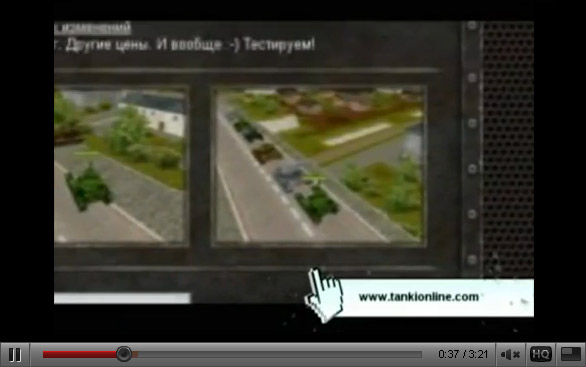 х изменений
г. Другие цены. И вообще :-) Тестируем!
www.tankionline.com
0:37 / 3:21
HQ